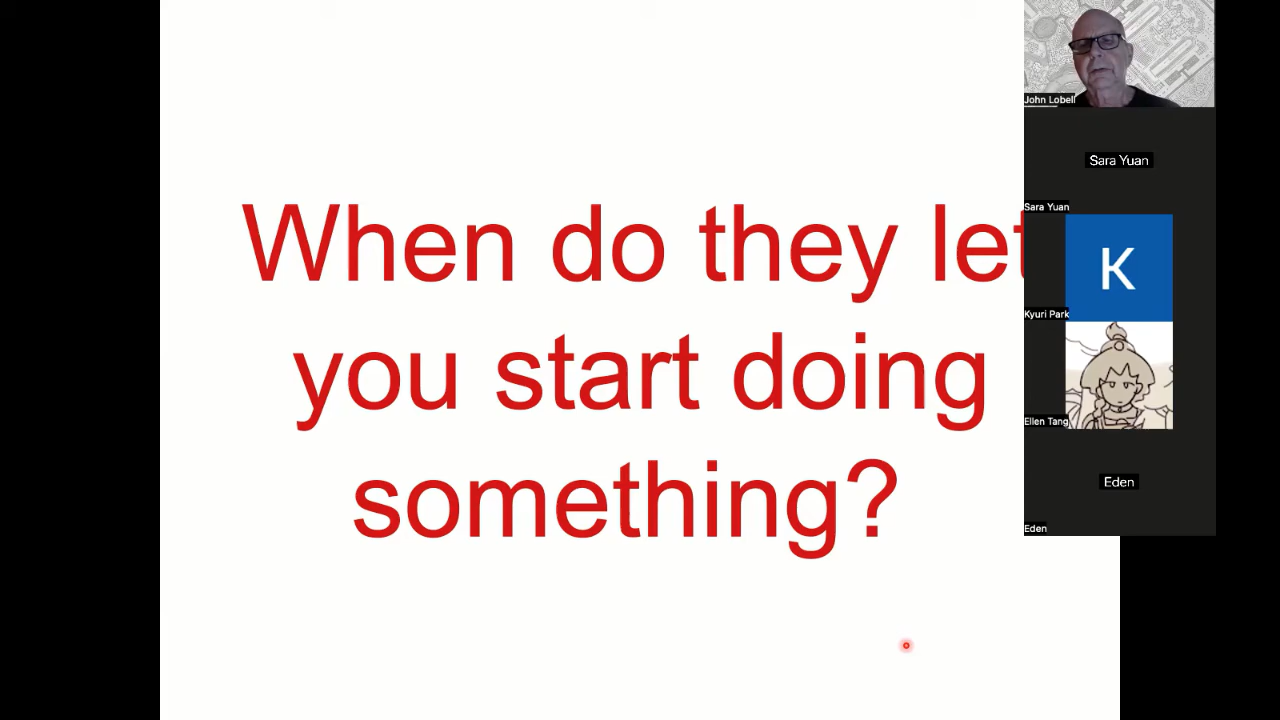 When do they let
you start doing
something?
John Lobell
Sara Yuan
Sara Yuan
K
Kyuri Park
Ellen Tang
Eden
Eden